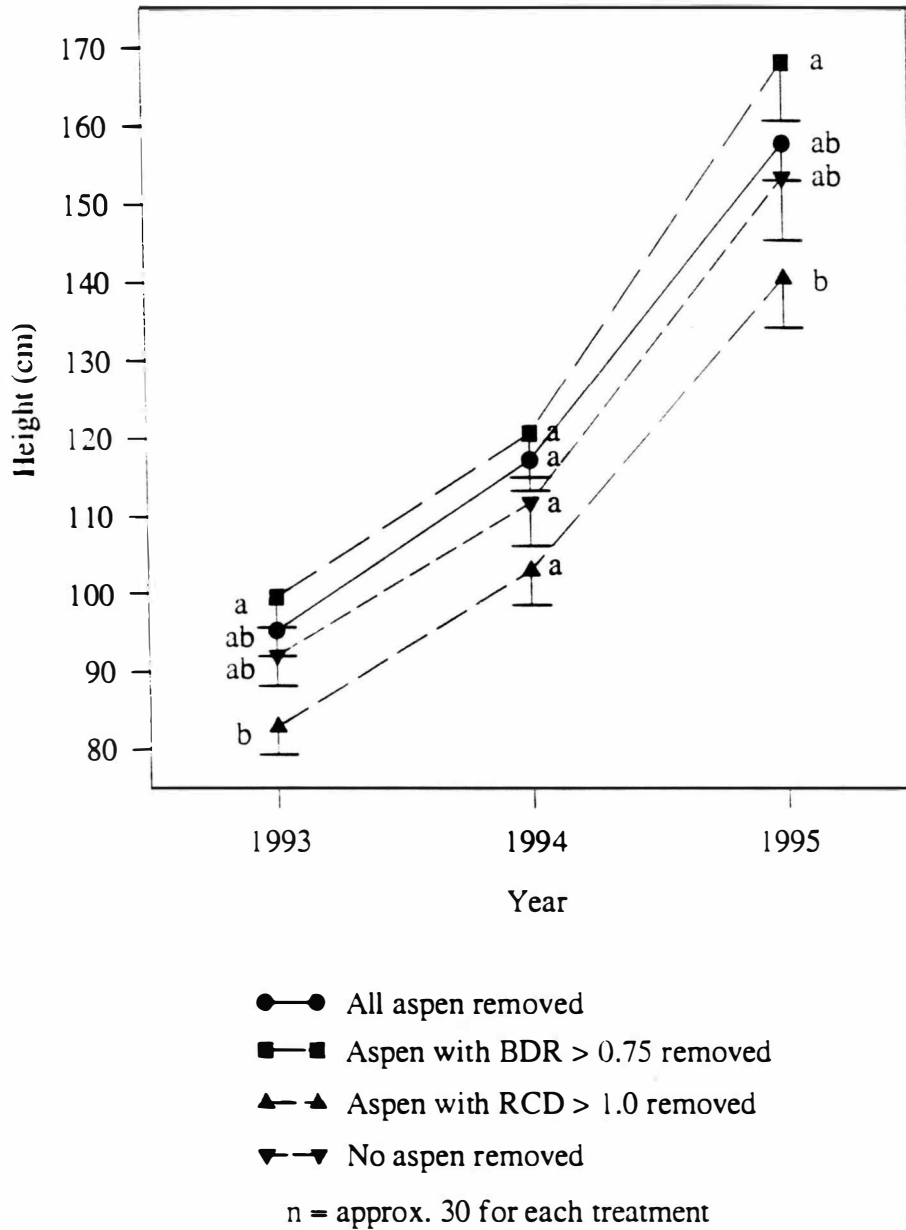 170
a
160
ab
ab
150
140
b
130
Height (cm)
120
a
a
110
a
a
100
a
ab
90
ab
b
80
1993
1994
1995
Year
All aspen removed
Aspen with BDR > 0.75 removed
Aspen with RCD > 1.0 removed
No aspen removed
n = approx. 30 for each treatment